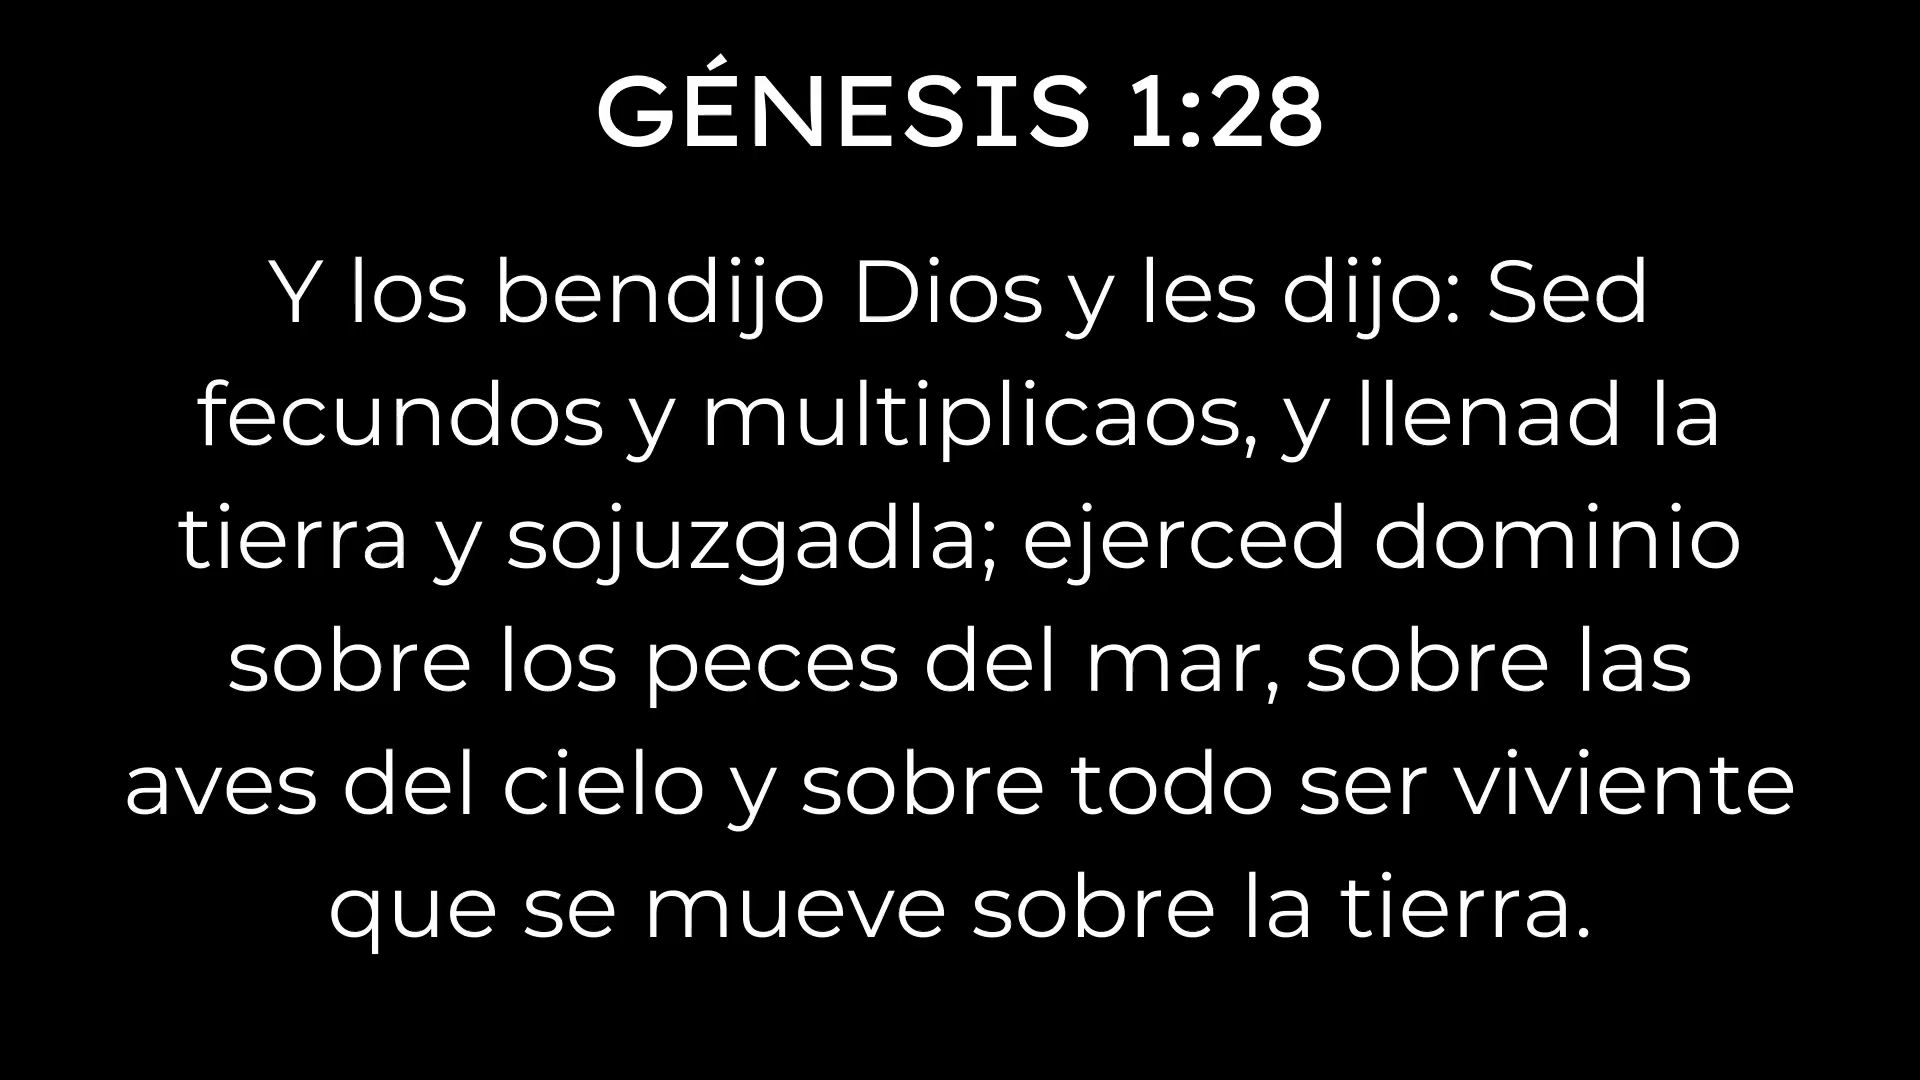 GÉNESIS 1:28
Y los bendijo Dios y les dijo: Sed
fecundos y multiplicaos, y llenad la
tierra y sojuzgadla; ejerced dominio
sobre los peces del mar, sobre las
aves del cielo y sobre todo ser viviente
que se mueve sobre la tierra.